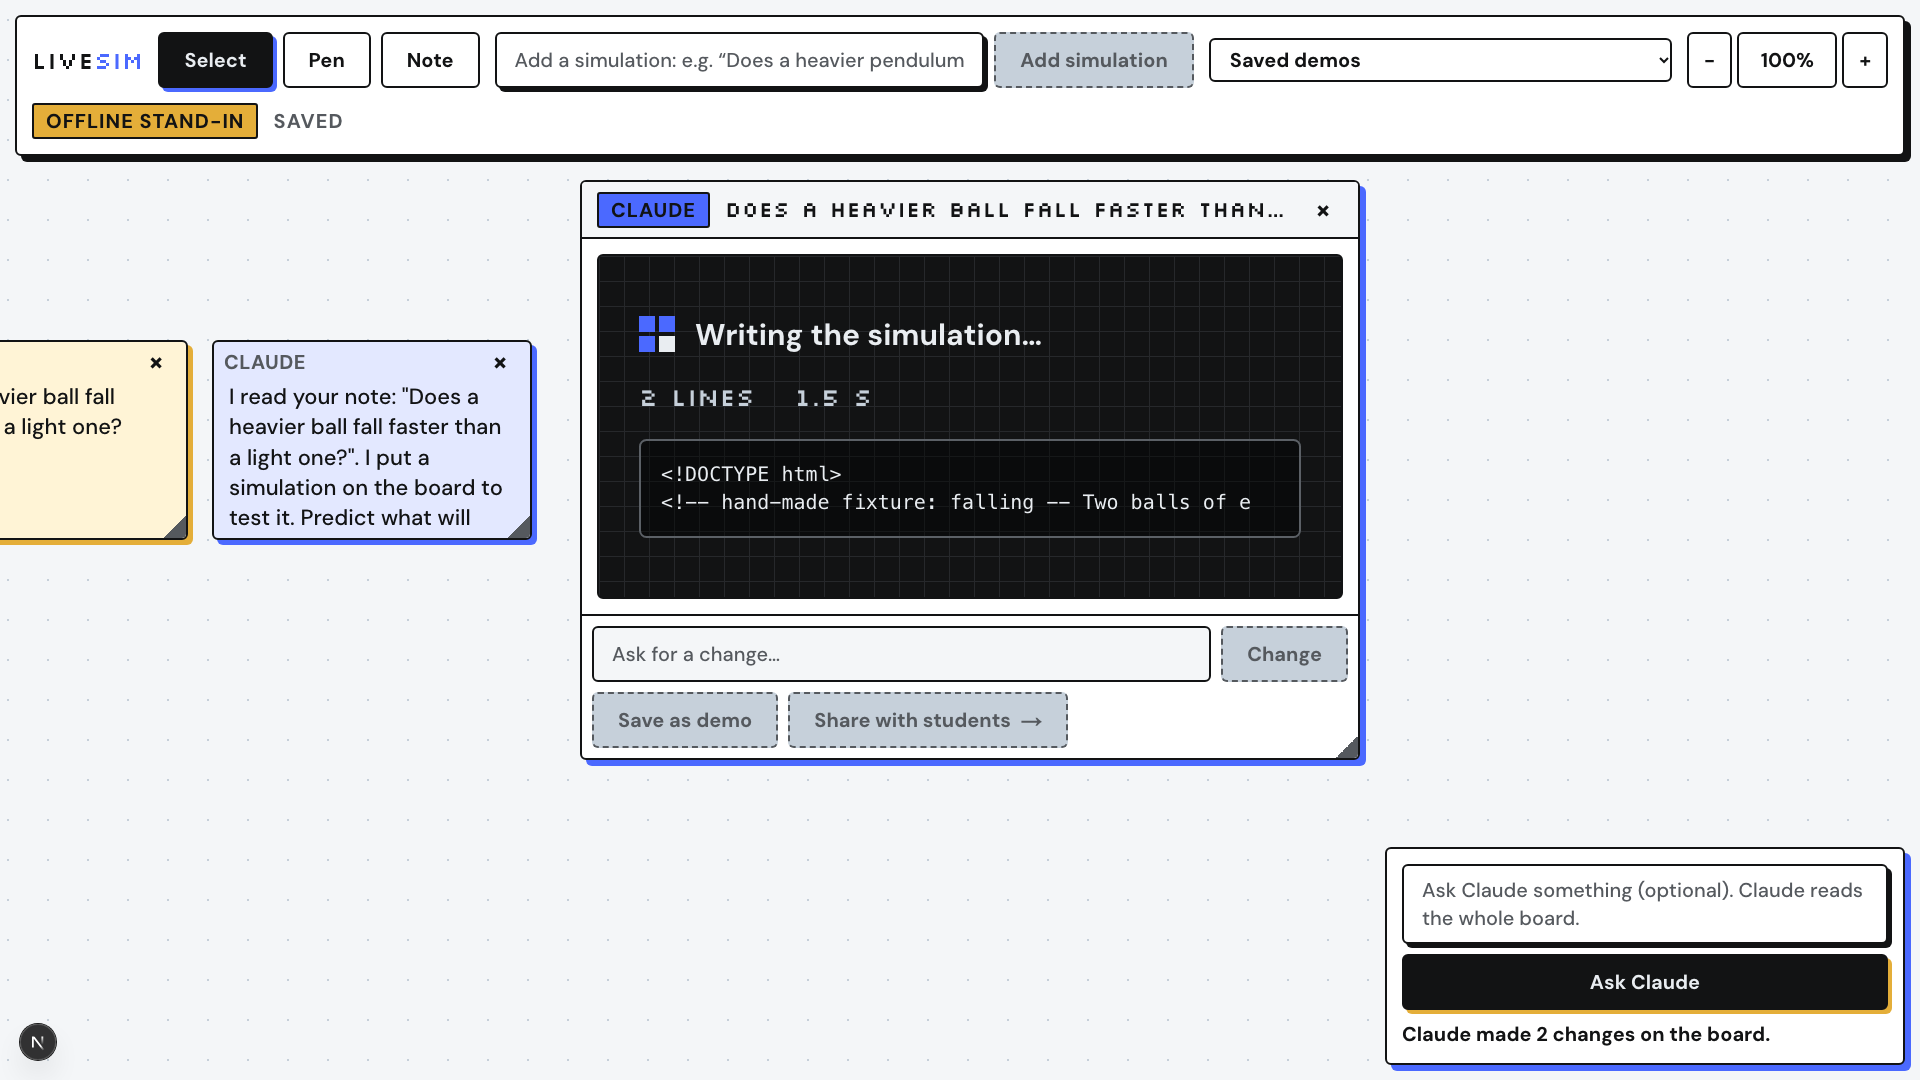 LIVESIM Select Pen Note Add a simulation: e.g. “Does a heavier pendulum Add simulation Saved demos - 100% +
OFFLINE STAND-IN SAVED
CLAUDE DOES A HEAVIER BALL FALL FASTER THAN… ×
Writing the simulation…
2 LINES 1.5 S
<!DOCTYPE html>
<!-- hand-made fixture: falling -- Two balls of e
Ask for a change… Change
Save as demo Share with students →
×
vier ball fall
a light one?
CLAUDE ×
I read your note: "Does a
heavier ball fall faster than
a light one?". I put a
simulation on the board to
test it. Predict what will
Ask Claude something (optional). Claude reads
the whole board.
Ask Claude
Claude made 2 changes on the board.
N